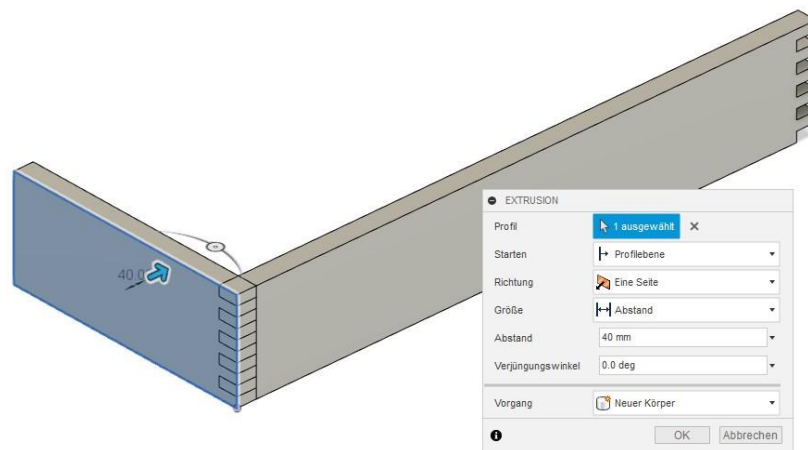 EXTRUSION
Profil 1 ausgewählt
Starten Profilebene
Richtung Eine Seite
Größe Abstand
40.0
Abstand 40 mm
Verjüngungswinkel 0.0 deg
Vorgang Neuer Körper
OK Abbrechen